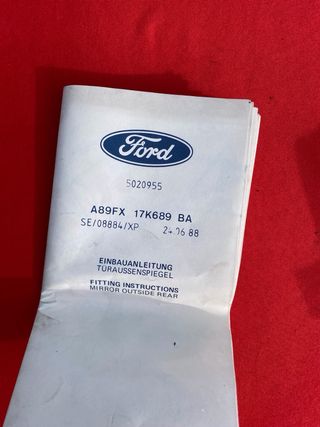 Ford
5020955
A89FX 17K689 BA
SE/08884/XP 24.06.88
EINBAUANLEITUNG
TÜRAUSSENSPIEGEL
FITTING INSTRUCTIONS
MIRROR OUTSIDE REAR